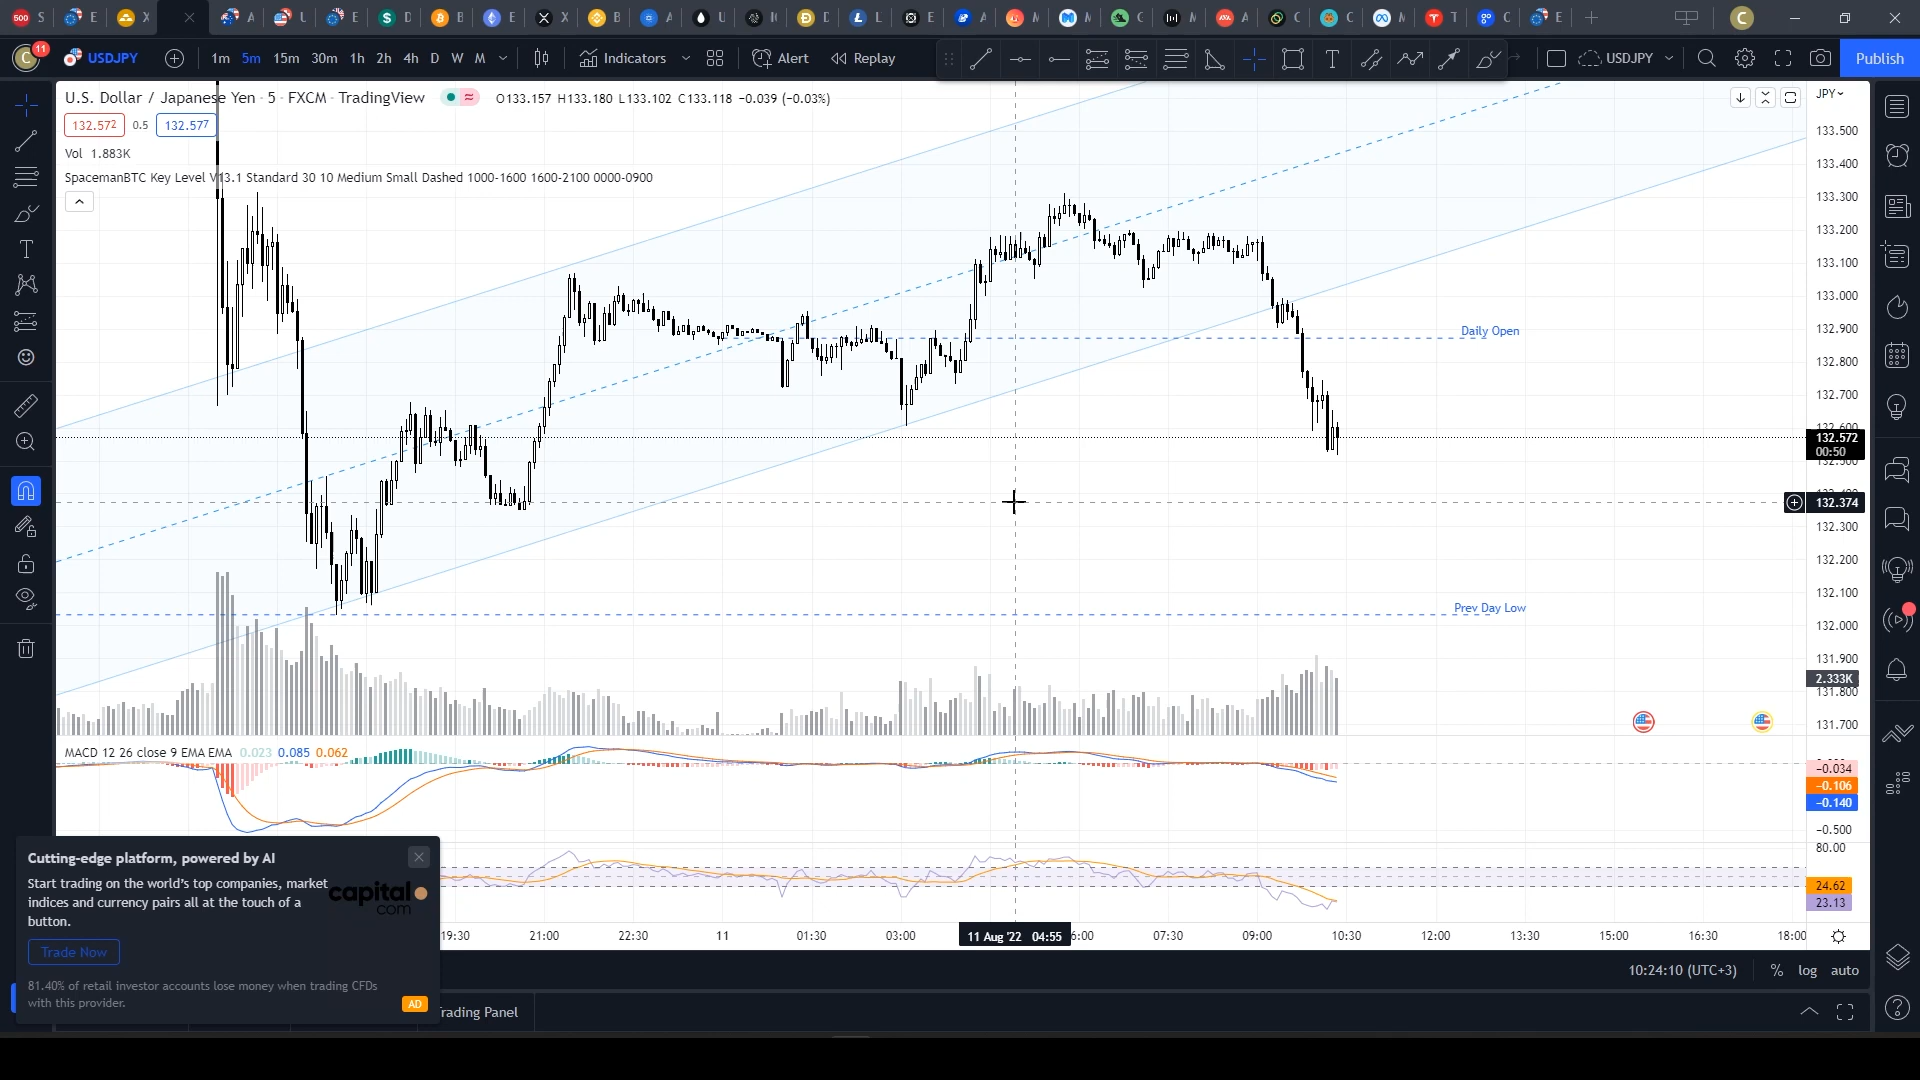 500 S E X A U E S D B B E E X X B B A U I D D L L E A M M C M A C C M T C E
C 11 USDJPY 1m 5m 15m 30m 1h 2h 4h D W M Indicators Alert Replay T USDJPY Publish
U.S. Dollar / Japanese Yen · 5 · FXCM · TradingView O133.157 H133.180 L133.102 C133.118 −0.039 (−0.03%)
JPY
132.572 0.5 132.577
Vol 1.883K
SpacemanBTC Key Level V13.1 Standard 30 10 Medium Small Dashed 1000-1600 1600-2100 0000-0900
133.500
133.400
133.300
133.200
133.100
133.000
132.900
132.800
132.700
132.600
132.572
00:50
132.500
132.374
132.300
132.200
132.100
132.000
131.900
2.333K
131.800
131.700
Daily Open
Prev Day Low
MACD 12 26 close 9 EMA EMA 0.023 0.085 0.062
−0.034
−0.106
−0.140
−0.500
80.00
24.62
23.13
Cutting-edge platform, powered by AI
Start trading on the world's top companies, market
indices and currency pairs all at the touch of a
button.
capital
com
Trade Now
81.40% of retail investor accounts lose money when trading CFDs
with this provider.
AD
19:30 21:00 22:30 11 01:30 03:00 11 Aug '22 04:55 6:00 07:30 09:00 10:30 12:00 13:30 15:00 16:30 18:00
10:24:10 (UTC+3) % log auto
rading Panel